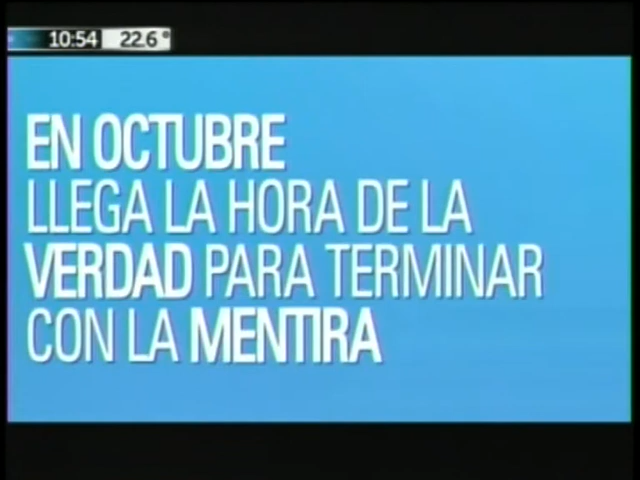 10:54 22.6°
EN OCTUBRE
LLEGA LA HORA DE LA
VERDAD PARA TERMINAR
CON LA MENTIRA